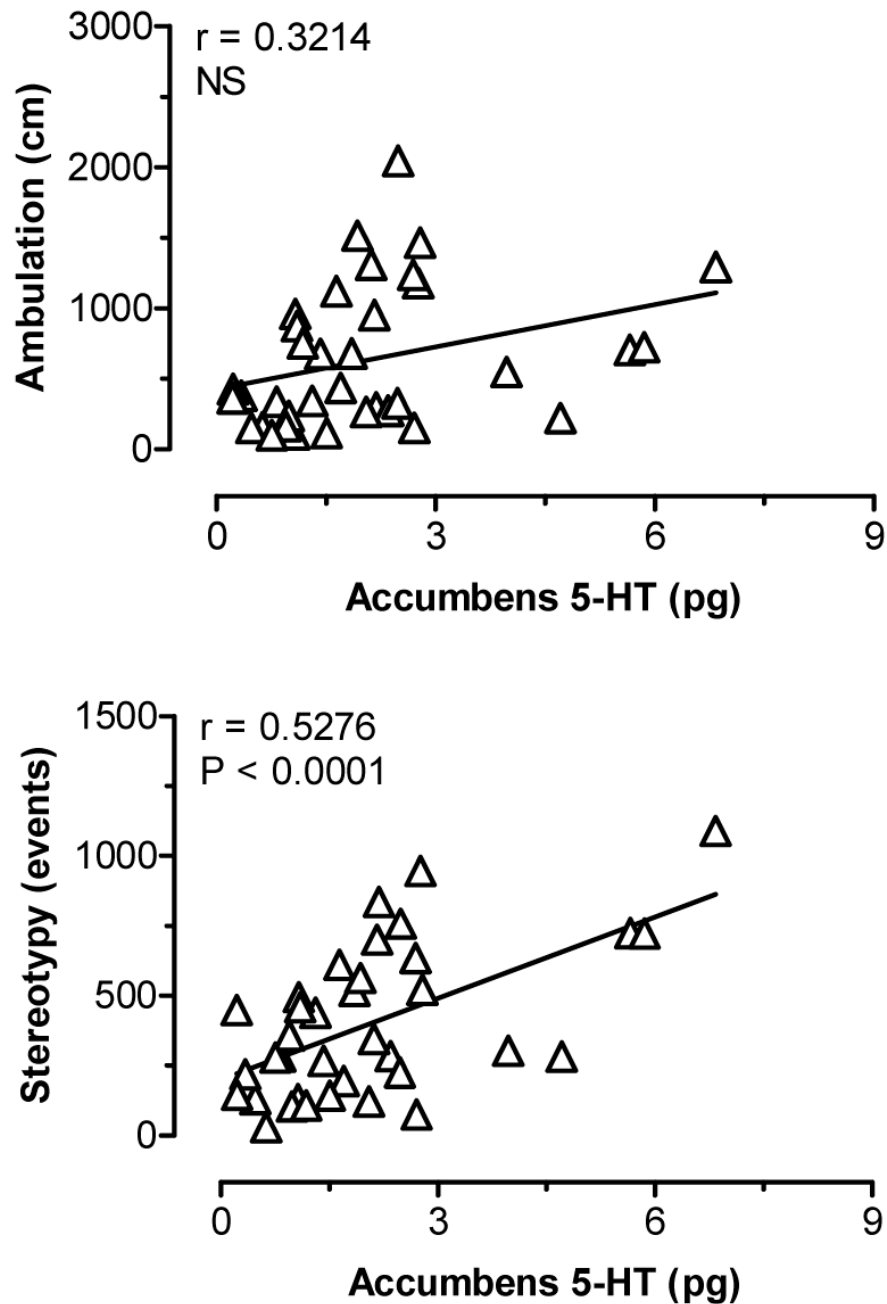 r = 0.3214
NS
3000
2000
1000
0
Ambulation (cm)
0 3 6 9
Accumbens 5-HT (pg)
r = 0.5276
P < 0.0001
1500
1000
500
0
Stereotypy (events)
0 3 6 9
Accumbens 5-HT (pg)